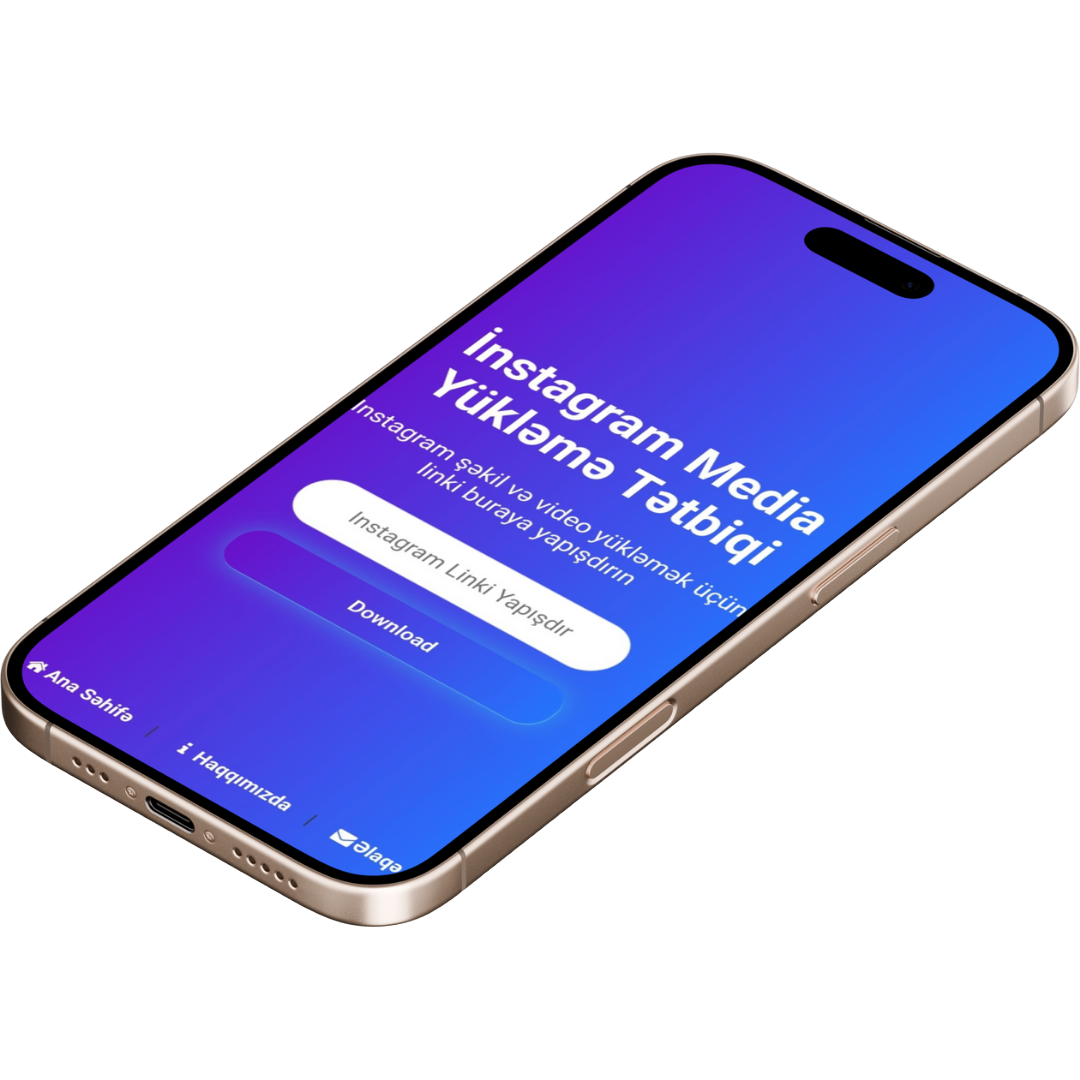 İnstagram Media
Yükləmə Tətbiqi
Instagram şəkil və video yükləmək üçün
linki buraya yapışdırın
Instagram Linki Yapışdır
Download
Ana Səhifə
Haqqımızda
Əlaqə